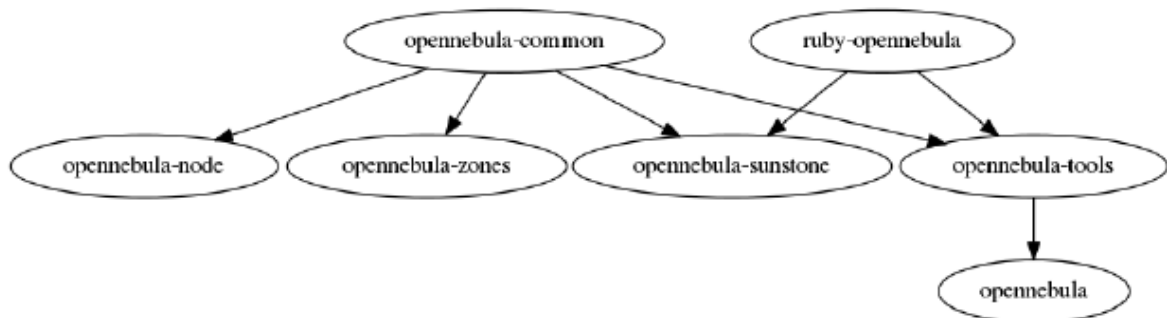 opennebula-common
ruby-opennebula
opennebula-node
opennebula-zones
opennebula-sunstone
opennebula-tools
opennebula